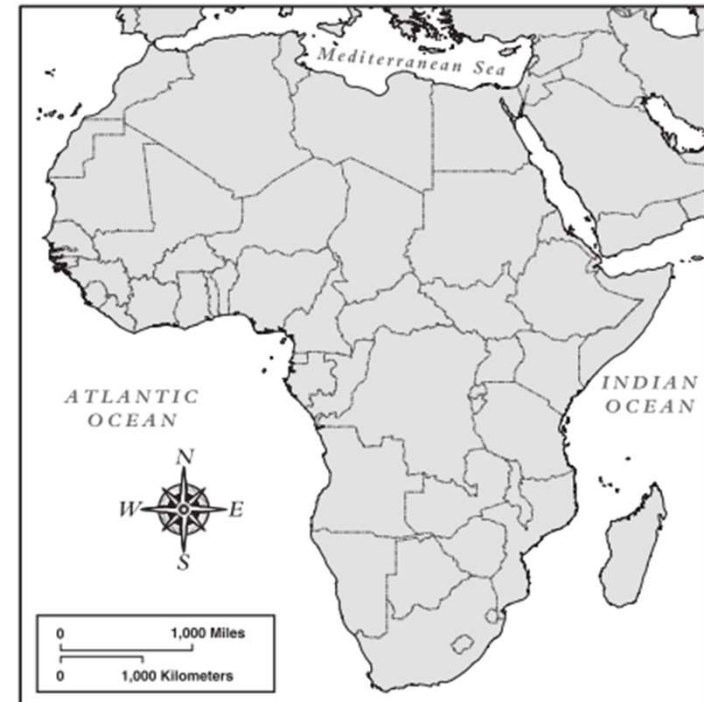 Mediterranean Sea
ATLANTIC
OCEAN
INDIAN
OCEAN
N
W E
S
0 1,000 Miles
0 1,000 Kilometers